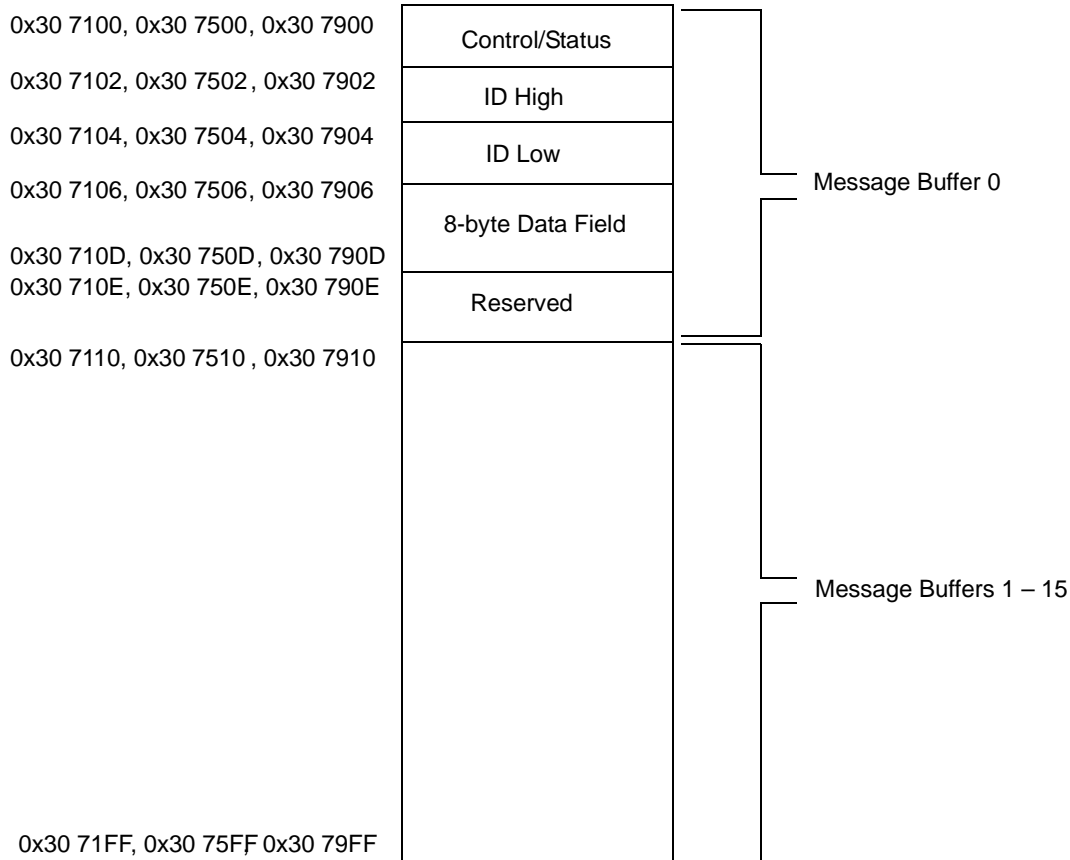 0x30 7100, 0x30 7500, 0x30 7900
Control/Status
0x30 7102, 0x30 7502 , 0x30 7902
ID High
0x30 7104, 0x30 7504, 0x30 7904
ID Low
0x30 7106, 0x30 7506, 0x30 7906
Message Buffer 0
8-byte Data Field
0x30 710D, 0x30 750D, 0x30 790D
0x30 710E, 0x30 750E, 0x30 790E
Reserved
0x30 7110, 0x30 7510 , 0x30 7910
Message Buffers 1 – 15
0x30 71FF, 0x30 75FF, 0x30 79FF